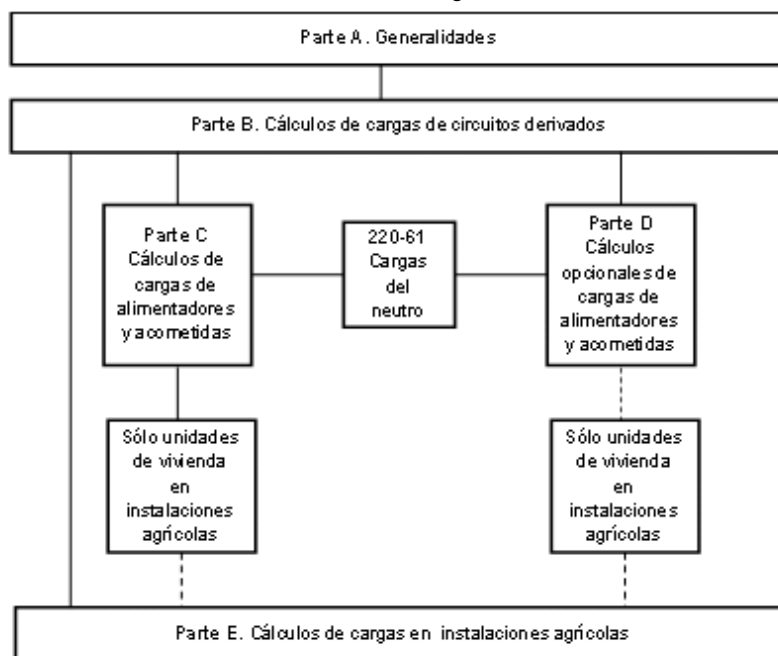 Parte A. Generalidades
Parte B. Cálculos de cargas de circuitos derivados
Parte C
Cálculos de
cargas de
alimentadores
y acometidas
220-61
Cargas
del
neutro
Parte D
Cálculos
opcionales de
cargas de
alimentadores
y acometidas
Sólo unidades
de vivienda
en
instalaciones
agrícolas
Sólo unidades
de vivienda
en
instalaciones
agrícolas
Parte E. Cálculos de cargas en instalaciones agrícolas